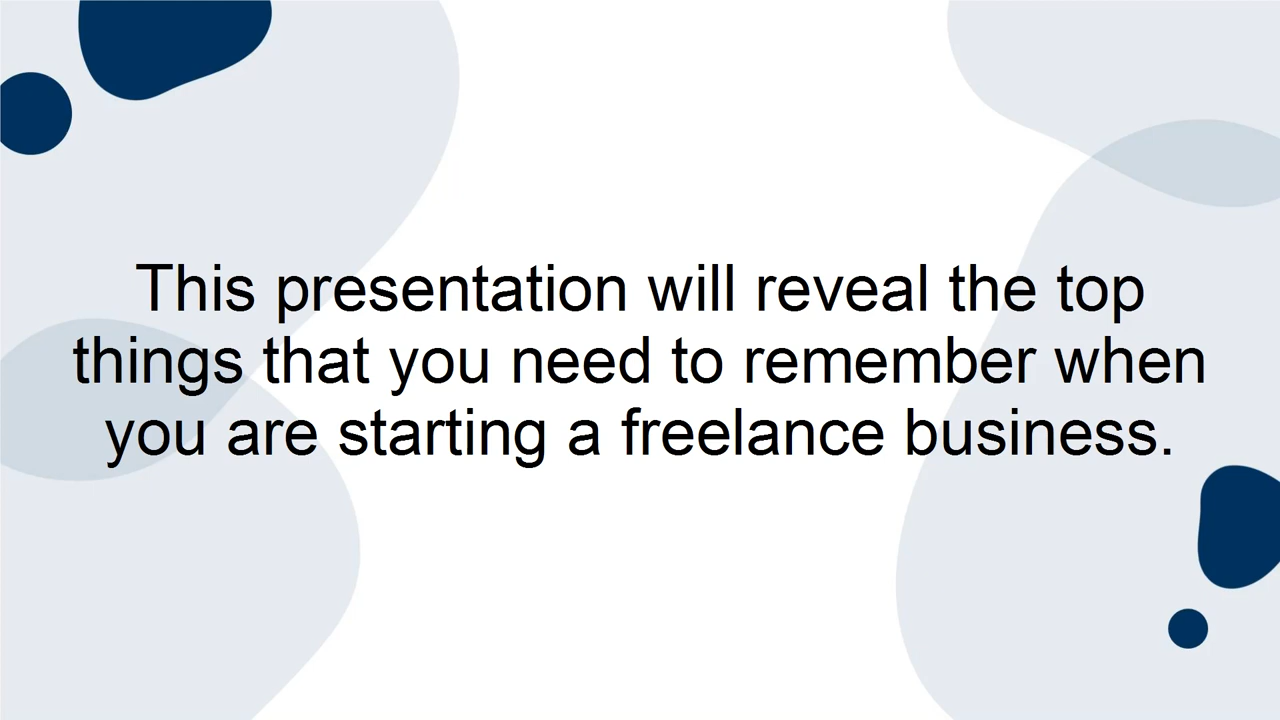 This presentation will reveal the top
things that you need to remember when
you are starting a freelance business.